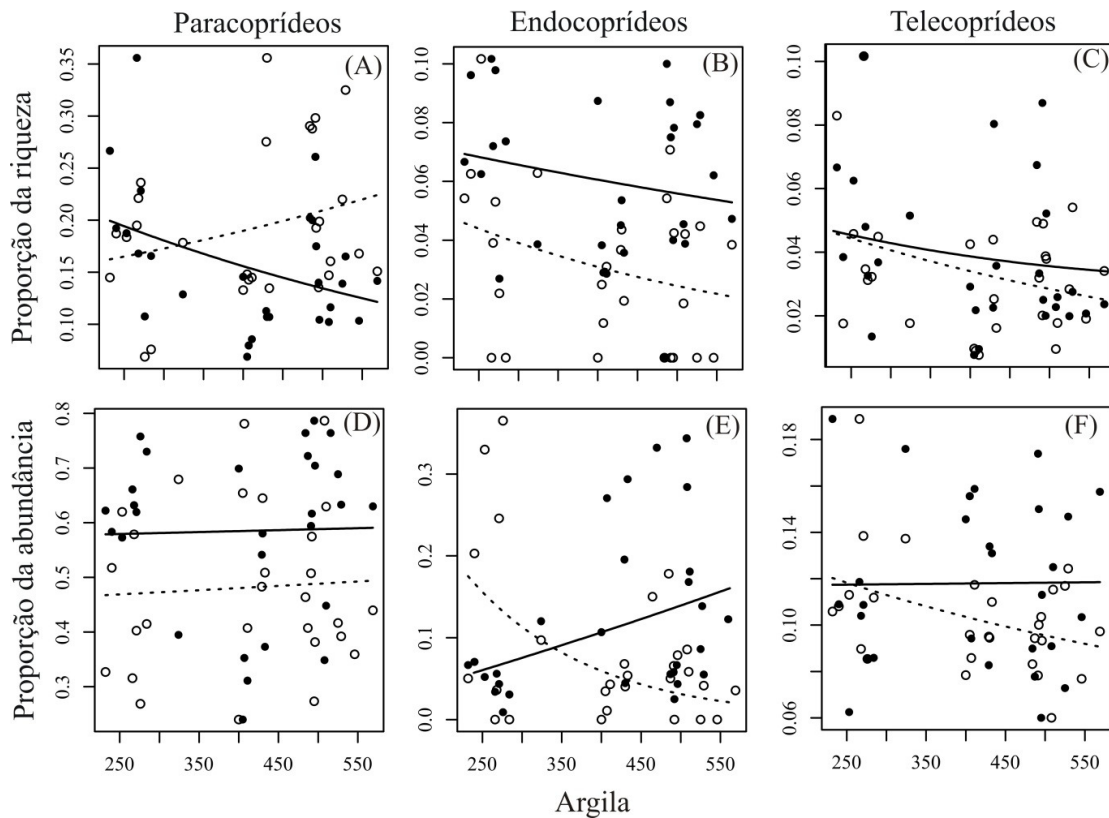 Paracoprídeos Endocoprídeos Telecoprídeos
Proporção da riqueza
(A)
0.35
0.30
0.25
0.20
0.15
0.10
(B)
0.10
0.08
0.06
0.04
0.02
0.00
(C)
0.10
0.08
0.06
0.04
0.02
Proporção da abundância
(D)
0.8
0.7
0.6
0.5
0.4
0.3
250 350 450 550
(E)
0.3
0.2
0.1
0.0
250 350 450 550
(F)
0.18
0.14
0.10
0.06
250 350 450 550
Argila